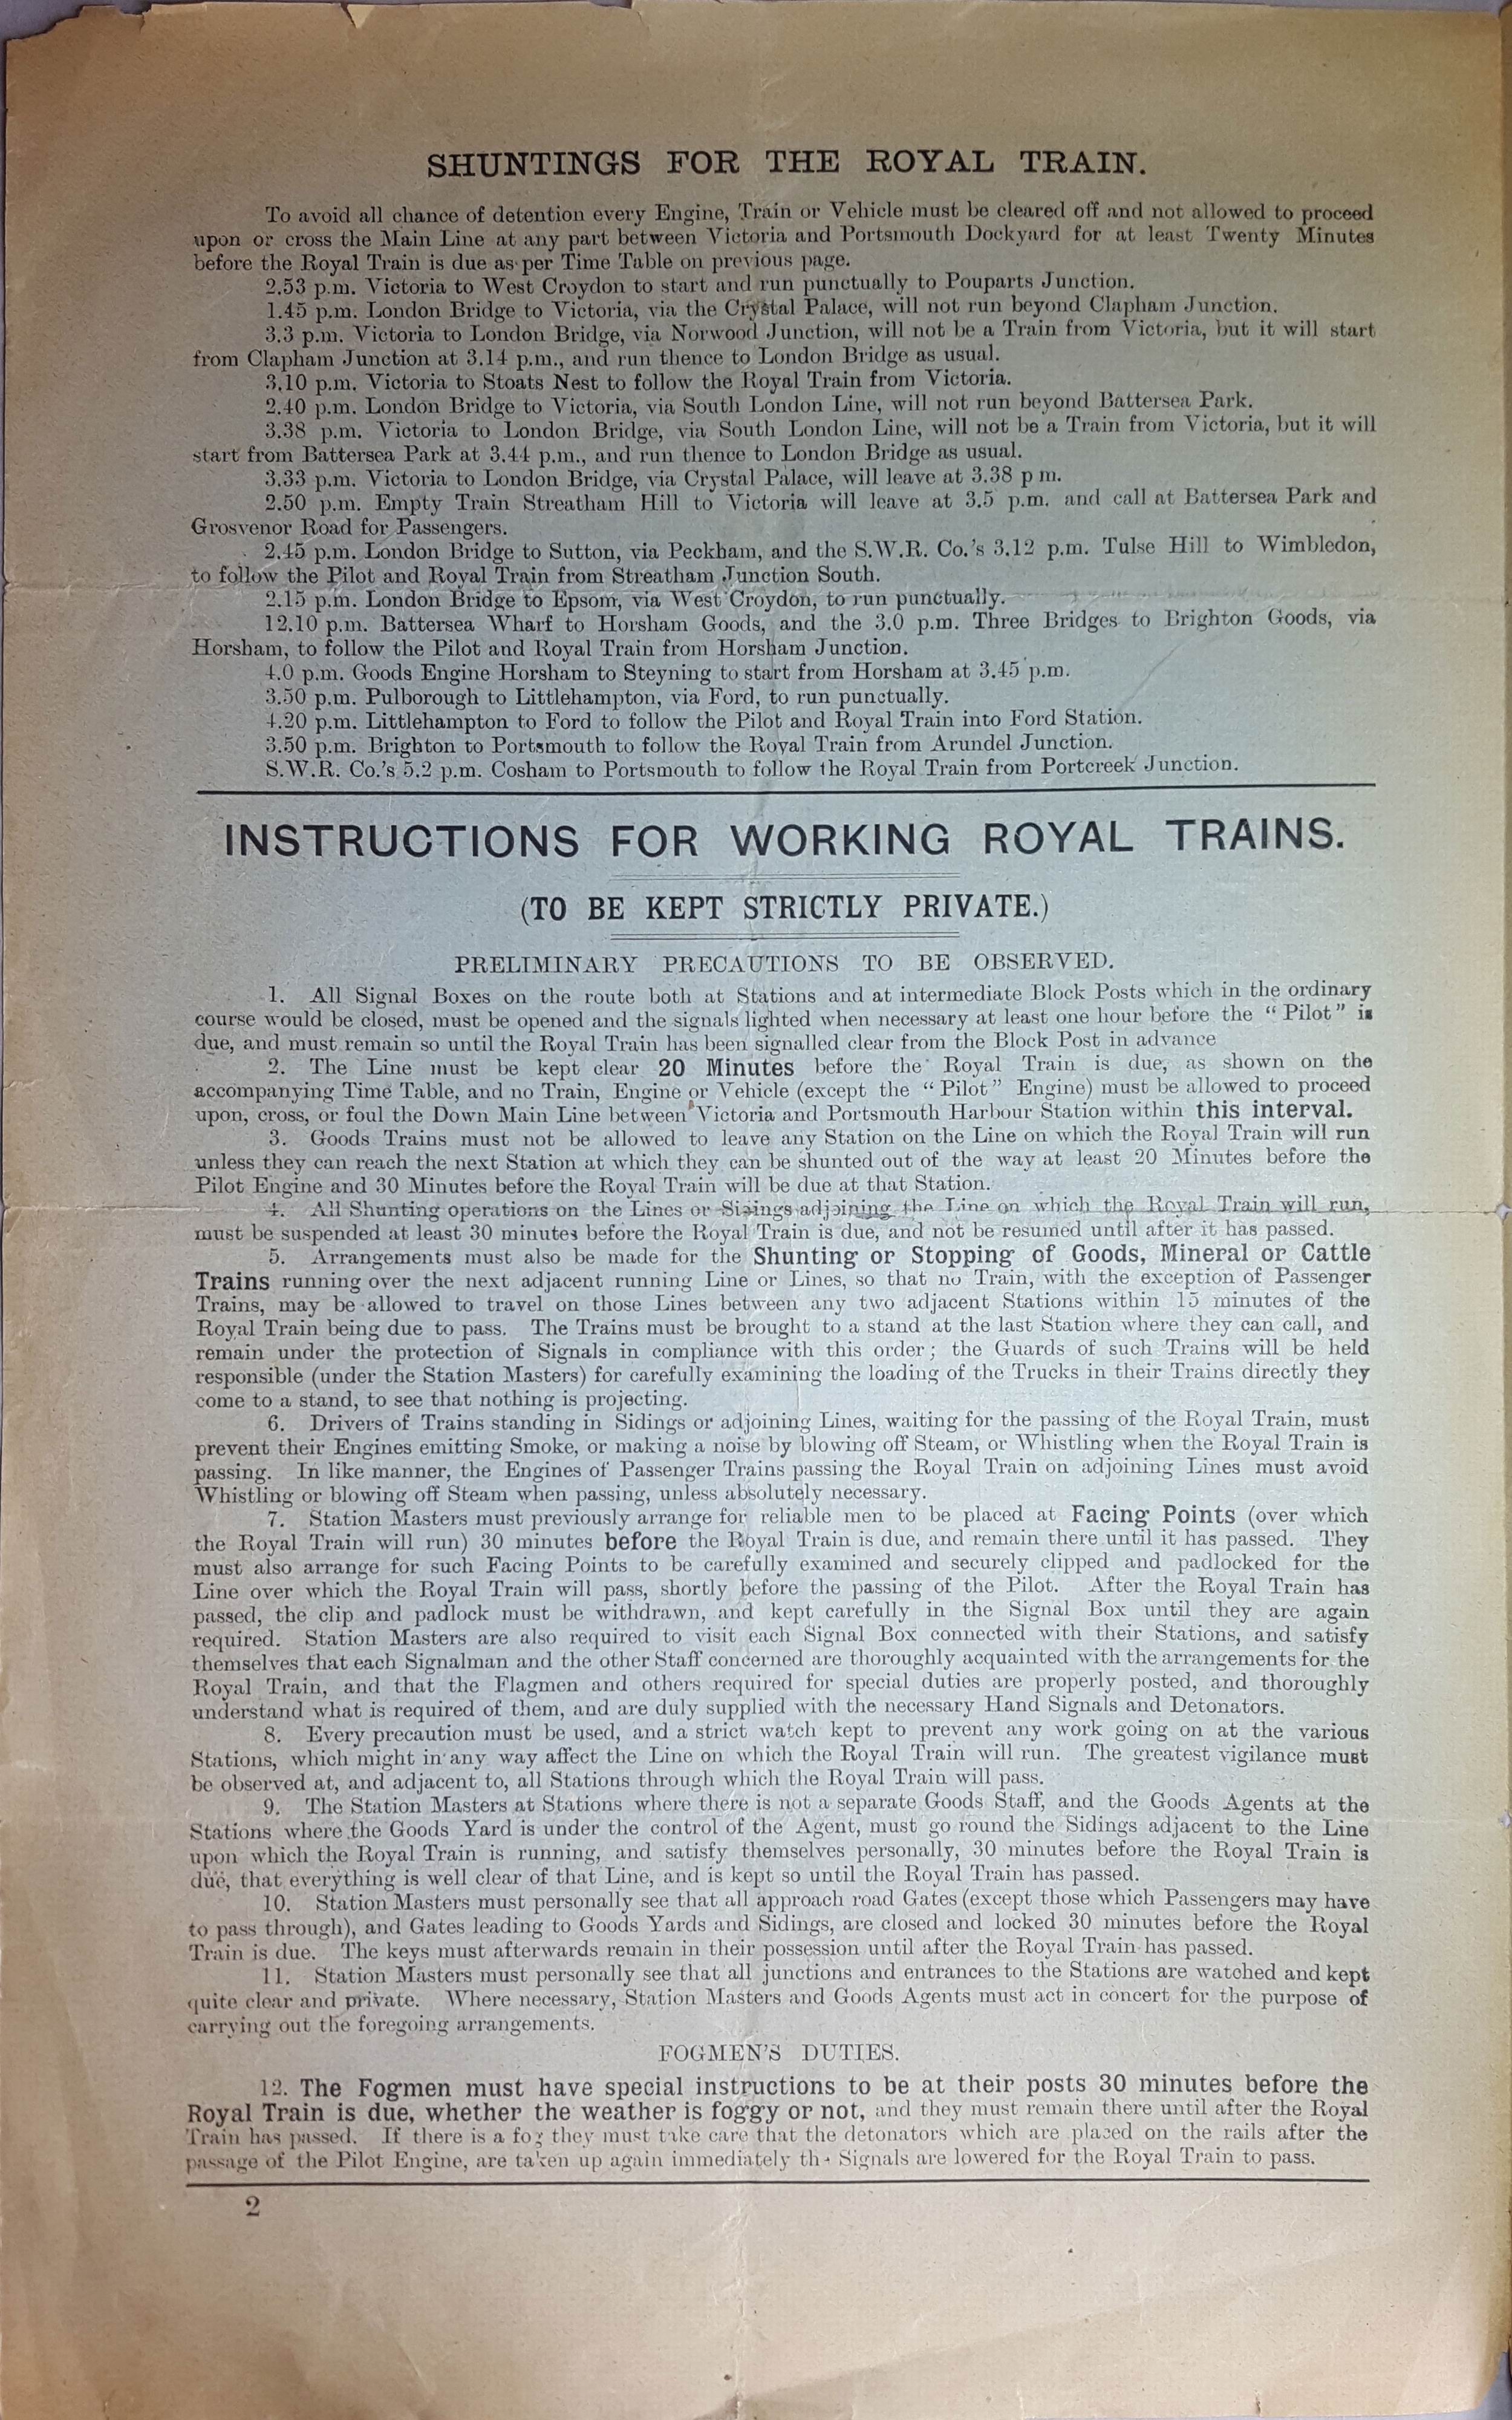 SHUNTINGS FOR THE ROYAL TRAIN.
To avoid all chance of detention every Engine, Train or Vehicle must be cleared off and not allowed to proceed
upon or cross the Main Line at any part between Victoria and Portsmouth Dockyard for at least Twenty Minutes
before the Royal Train is due as per Time Table on previous page.
2.53 p.m. Victoria to West Croydon to start and run punctually to Pouparts Junction.
1.45 p.m. London Bridge to Victoria, via the Crystal Palace, will not run beyond Clapham Junction.
3.3 p.m. Victoria to London Bridge, via Norwood Junction, will not be a Train from Victoria, but it will start
from Clapham Junction at 3.14 p.m., and run thence to London Bridge as usual.
3.10 p.m. Victoria to Stoats Nest to follow the Royal Train from Victoria.
2.40 p.m. London Bridge to Victoria, via South London Line, will not run beyond Battersea Park.
3.38 p.m. Victoria to London Bridge, via South London Line, will not be a Train from Victoria, but it will
start from Battersea Park at 3.44 p.m., and run thence to London Bridge as usual.
3.33 p.m. Victoria to London Bridge, via Crystal Palace, will leave at 3.38 p m.
2.50 p.m. Empty Train Streatham Hill to Victoria will leave at 3.5 p.m. and call at Battersea Park and
Grosvenor Road for Passengers.
2.45 p.m. London Bridge to Sutton, via Peckham, and the S.W.R. Co.'s 3.12 p.m. Tulse Hill to Wimbledon,
to follow the Pilot and Royal Train from Streatham Junction South.
2.15 p.m. London Bridge to Epsom, via West Croydon, to run punctually.
12.10 p.m. Battersea Wharf to Horsham Goods, and the 3.0 p.m. Three Bridges to Brighton Goods, via
Horsham, to follow the Pilot and Royal Train from Horsham Junction.
4.0 p.m. Goods Engine Horsham to Steyning to start from Horsham at 3.45 p.m.
3.50 p.m. Pulborough to Littlehampton, via Ford, to run punctually.
4.20 p.m. Littlehampton to Ford to follow the Pilot and Royal Train into Ford Station.
3.50 p.m. Brighton to Portsmouth to follow the Royal Train from Arundel Junction.
S.W.R. Co.'s 5.2 p.m. Cosham to Portsmouth to follow the Royal Train from Portcreek Junction.
INSTRUCTIONS FOR WORKING ROYAL TRAINS.
(TO BE KEPT STRICTLY PRIVATE.)
PRELIMINARY PRECAUTIONS TO BE OBSERVED.
1. All Signal Boxes on the route both at Stations and at intermediate Block Posts which in the ordinary
course would be closed, must be opened and the signals lighted when necessary at least one hour before the "Pilot" is
due, and must remain so until the Royal Train has been signalled clear from the Block Post in advance
2. The Line must be kept clear 20 Minutes before the Royal Train is due, as shown on the
accompanying Time Table, and no Train, Engine or Vehicle (except the "Pilot" Engine) must be allowed to proceed
upon, cross, or foul the Down Main Line between Victoria and Portsmouth Harbour Station within this interval.
3. Goods Trains must not be allowed to leave any Station on the Line on which the Royal Train will run
unless they can reach the next Station at which they can be shunted out of the way at least 20 Minutes before the
Pilot Engine and 30 Minutes before the Royal Train will be due at that Station.
4. All Shunting operations on the Lines or Sidings adjoining the Line on which the Royal Train will run,
must be suspended at least 30 minutes before the Royal Train is due, and not be resumed until after it has passed.
5. Arrangements must also be made for the Shunting or Stopping of Goods, Mineral or Cattle
Trains running over the next adjacent running Line or Lines, so that no Train, with the exception of Passenger
Trains, may be allowed to travel on those Lines between any two adjacent Stations within 15 minutes of the
Royal Train being due to pass. The Trains must be brought to a stand at the last Station where they can call, and
remain under the protection of Signals in compliance with this order; the Guards of such Trains will be held
responsible (under the Station Masters) for carefully examining the loading of the Trucks in their Trains directly they
come to a stand, to see that nothing is projecting.
6. Drivers of Trains standing in Sidings or adjoining Lines, waiting for the passing of the Royal Train, must
prevent their Engines emitting Smoke, or making a noise by blowing off Steam, or Whistling when the Royal Train is
passing. In like manner, the Engines of Passenger Trains passing the Royal Train on adjoining Lines must avoid
Whistling or blowing off Steam when passing, unless absolutely necessary.
7. Station Masters must previously arrange for reliable men to be placed at Facing Points (over which
the Royal Train will run) 30 minutes before the Royal Train is due, and remain there until it has passed. They
must also arrange for such Facing Points to be carefully examined and securely clipped and padlocked for the
Line over which the Royal Train will pass, shortly before the passing of the Pilot. After the Royal Train has
passed, the clip and padlock must be withdrawn, and kept carefully in the Signal Box until they are again
required. Station Masters are also required to visit each Signal Box connected with their Stations, and satisfy
themselves that each Signalman and the other Staff concerned are thoroughly acquainted with the arrangements for the
Royal Train, and that the Flagmen and others required for special duties are properly posted, and thoroughly
understand what is required of them, and are duly supplied with the necessary Hand Signals and Detonators.
8. Every precaution must be used, and a strict watch kept to prevent any work going on at the various
Stations, which might in any way affect the Line on which the Royal Train will run. The greatest vigilance must
be observed at, and adjacent to, all Stations through which the Royal Train will pass.
9. The Station Masters at Stations where there is not a separate Goods Staff, and the Goods Agents at the
Stations where the Goods Yard is under the control of the Agent, must go round the Sidings adjacent to the Line
upon which the Royal Train is running, and satisfy themselves personally, 30 minutes before the Royal Train is
due, that everything is well clear of that Line, and is kept so until the Royal Train has passed.
10. Station Masters must personally see that all approach road Gates (except those which Passengers may have
to pass through), and Gates leading to Goods Yards and Sidings, are closed and locked 30 minutes before the Royal
Train is due. The keys must afterwards remain in their possession until after the Royal Train has passed.
11. Station Masters must personally see that all junctions and entrances to the Stations are watched and kept
quite clear and private. Where necessary, Station Masters and Goods Agents must act in concert for the purpose of
carrying out the foregoing arrangements.
FOGMEN'S DUTIES.
12. The Fogmen must have special instructions to be at their posts 30 minutes before the
Royal Train is due, whether the weather is foggy or not, and they must remain there until after the Royal
Train has passed. If there is a fog they must take care that the detonators which are placed on the rails after the
passage of the Pilot Engine, are taken up again immediately the Signals are lowered for the Royal Train to pass.
2